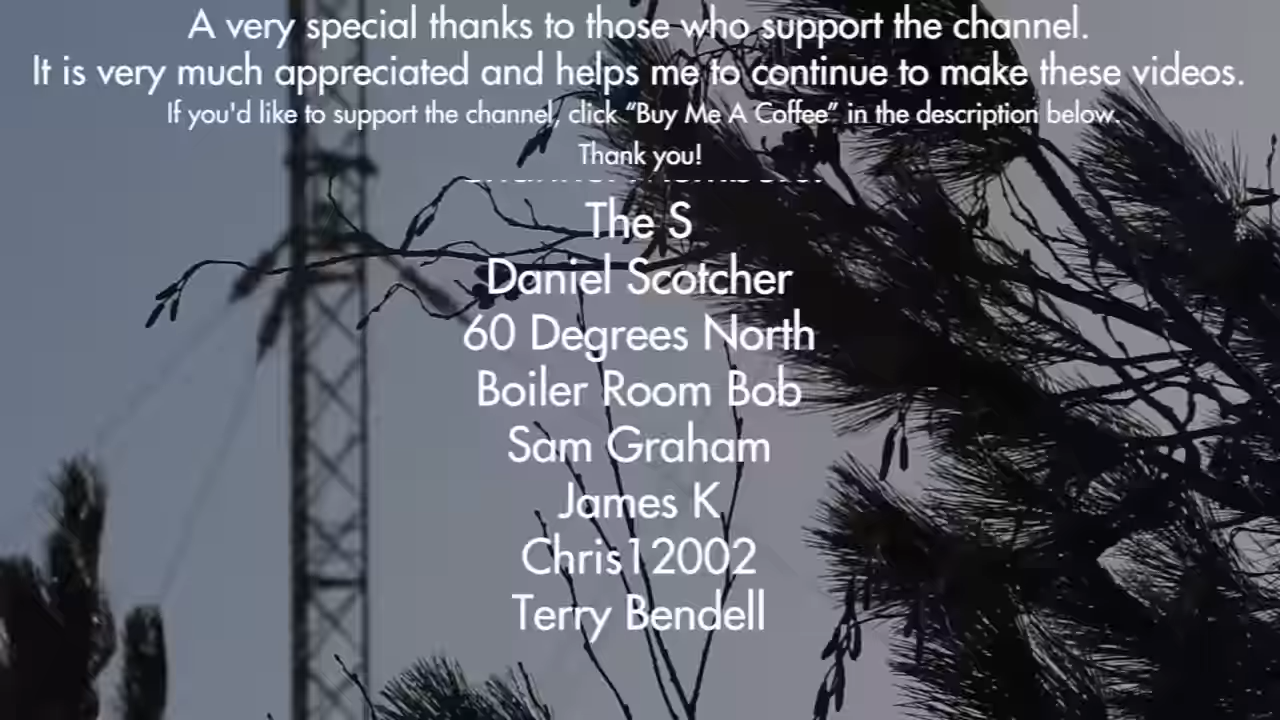 A very special thanks to those who support the channel.
It is very much appreciated and helps me to continue to make these videos.
If you'd like to support the channel, click “Buy Me A Coffee” in the description below.
Thank you!
The S
Daniel Scotcher
60 Degrees North
Boiler Room Bob
Sam Graham
James K
Chris12002
Terry Bendell